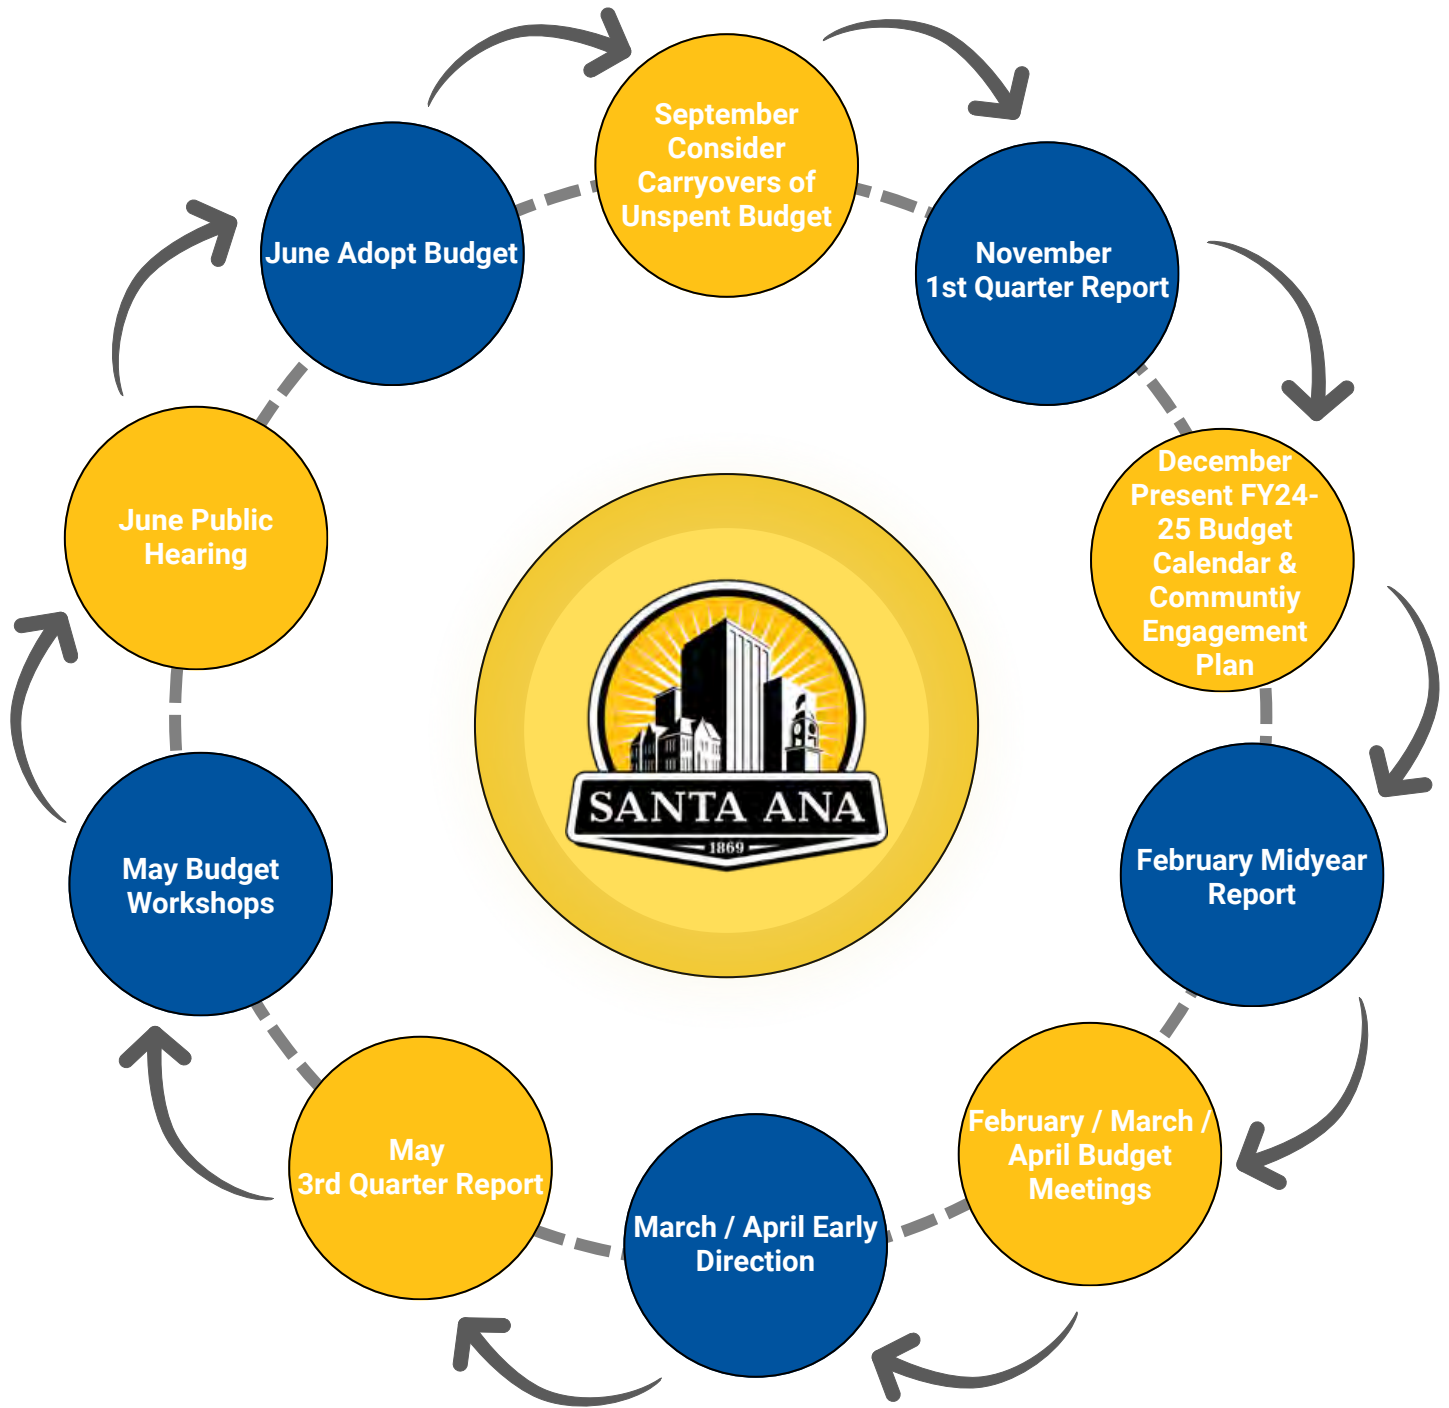 September
Consider
Carryovers of
Unspent Budget
November
1st Quarter Report
December
Present FY24-
25 Budget
Calendar &
Communtiy
Engagement
Plan
February Midyear
Report
February / March /
April Budget
Meetings
March / April Early
Direction
May
3rd Quarter Report
May Budget
Workshops
June Public
Hearing
June Adopt Budget
SANTA ANA
1869